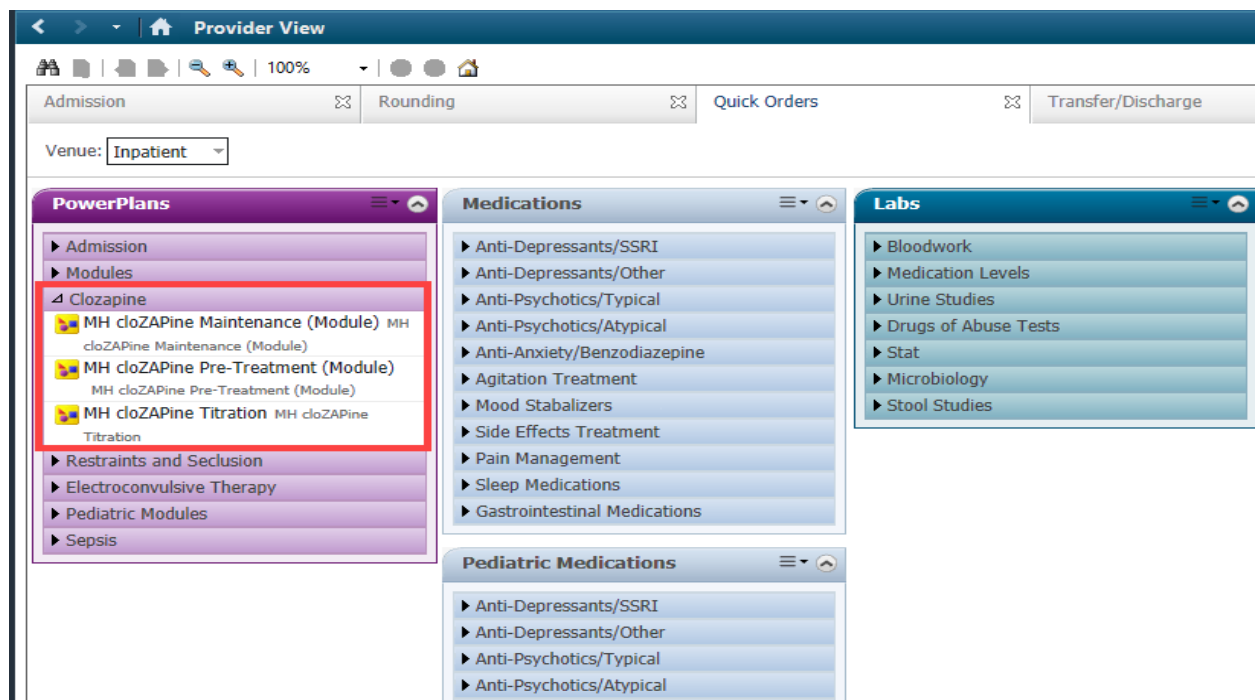 Provider View
100%
Admission
Rounding
Quick Orders
Transfer/Discharge
Venue: Inpatient
PowerPlans
Admission
Modules
Clozapine
MH cloZAPine Maintenance (Module) MH
cloZAPine Maintenance (Module)
MH cloZAPine Pre-Treatment (Module)
MH cloZAPine Pre-Treatment (Module)
MH cloZAPine Titration MH cloZAPine
Titration
Restraints and Seclusion
Electroconvulsive Therapy
Pediatric Modules
Sepsis
Medications
Anti-Depressants/SSRI
Anti-Depressants/Other
Anti-Psychotics/Typical
Anti-Psychotics/Atypical
Anti-Anxiety/Benzodiazepine
Agitation Treatment
Mood Stabalizers
Side Effects Treatment
Pain Management
Sleep Medications
Gastrointestinal Medications
Pediatric Medications
Anti-Depressants/SSRI
Anti-Depressants/Other
Anti-Psychotics/Typical
Anti-Psychotics/Atypical
Labs
Bloodwork
Medication Levels
Urine Studies
Drugs of Abuse Tests
Stat
Microbiology
Stool Studies